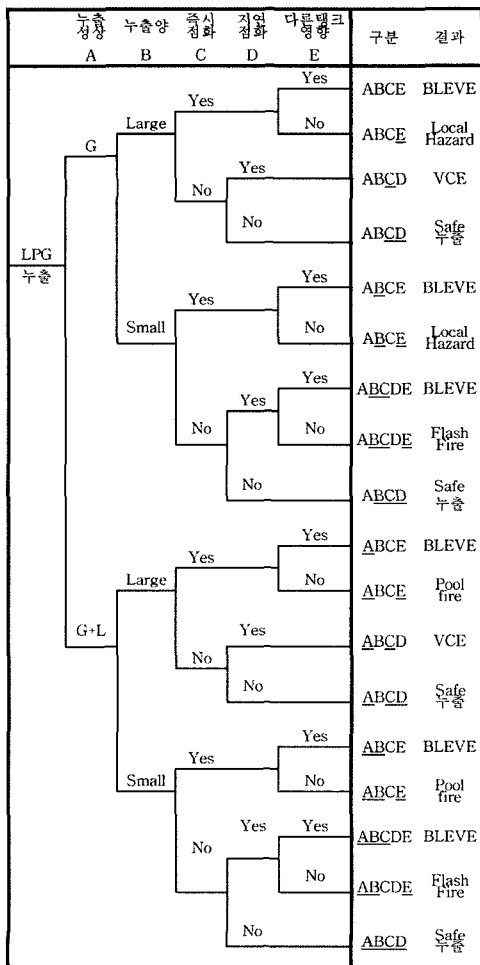 누출 성상 누출양 즉시 점화 지연 점화 다른탱크 영향 구분 결과
A B C D E
Yes ABCE BLEVE
Yes
Large No ABCE Local Hazard
G
Yes ABCD VCE
No
No ABCD Safe 누출
LPG 누출
Yes ABCE BLEVE
Yes
Small No ABCE Local Hazard
Yes ABCDE BLEVE
Yes
No No ABCDE Flash Fire
No ABCD Safe 누출
Yes ABCE BLEVE
Yes
Large No ABCE Pool fire
G+L
Yes ABCD VCE
No
No ABCD Safe 누출
Yes ABCE BLEVE
Yes
Small No ABCE Pool fire
Yes Yes ABCDE BLEVE
No
No ABCDE Flash Fire
No ABCD Safe 누출